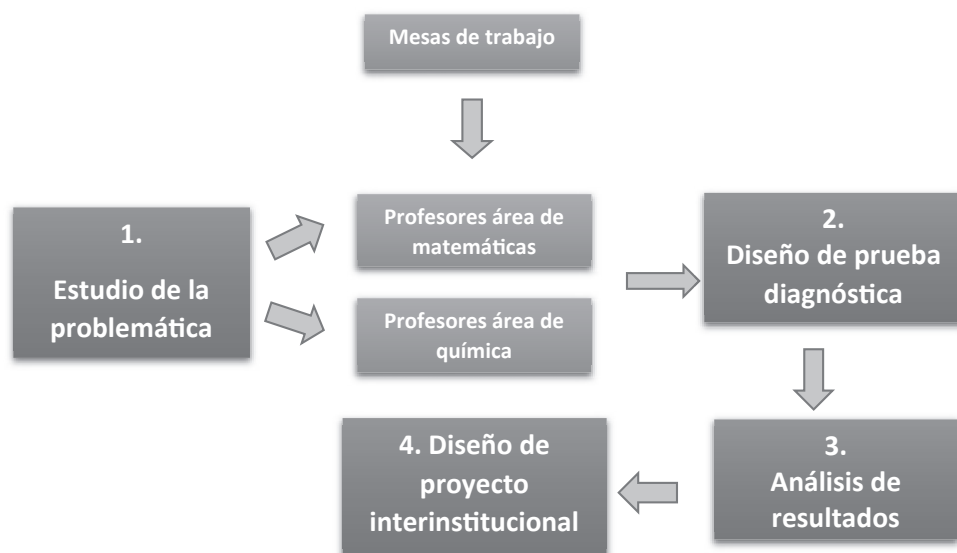 Mesas de trabajo
1.
Estudio de la
problemática
Profesores área de
matemáticas
Profesores área de
química
2.
Diseño de prueba
diagnóstica
3.
Análisis de
resultados
4. Diseño de
proyecto
interinstitucional